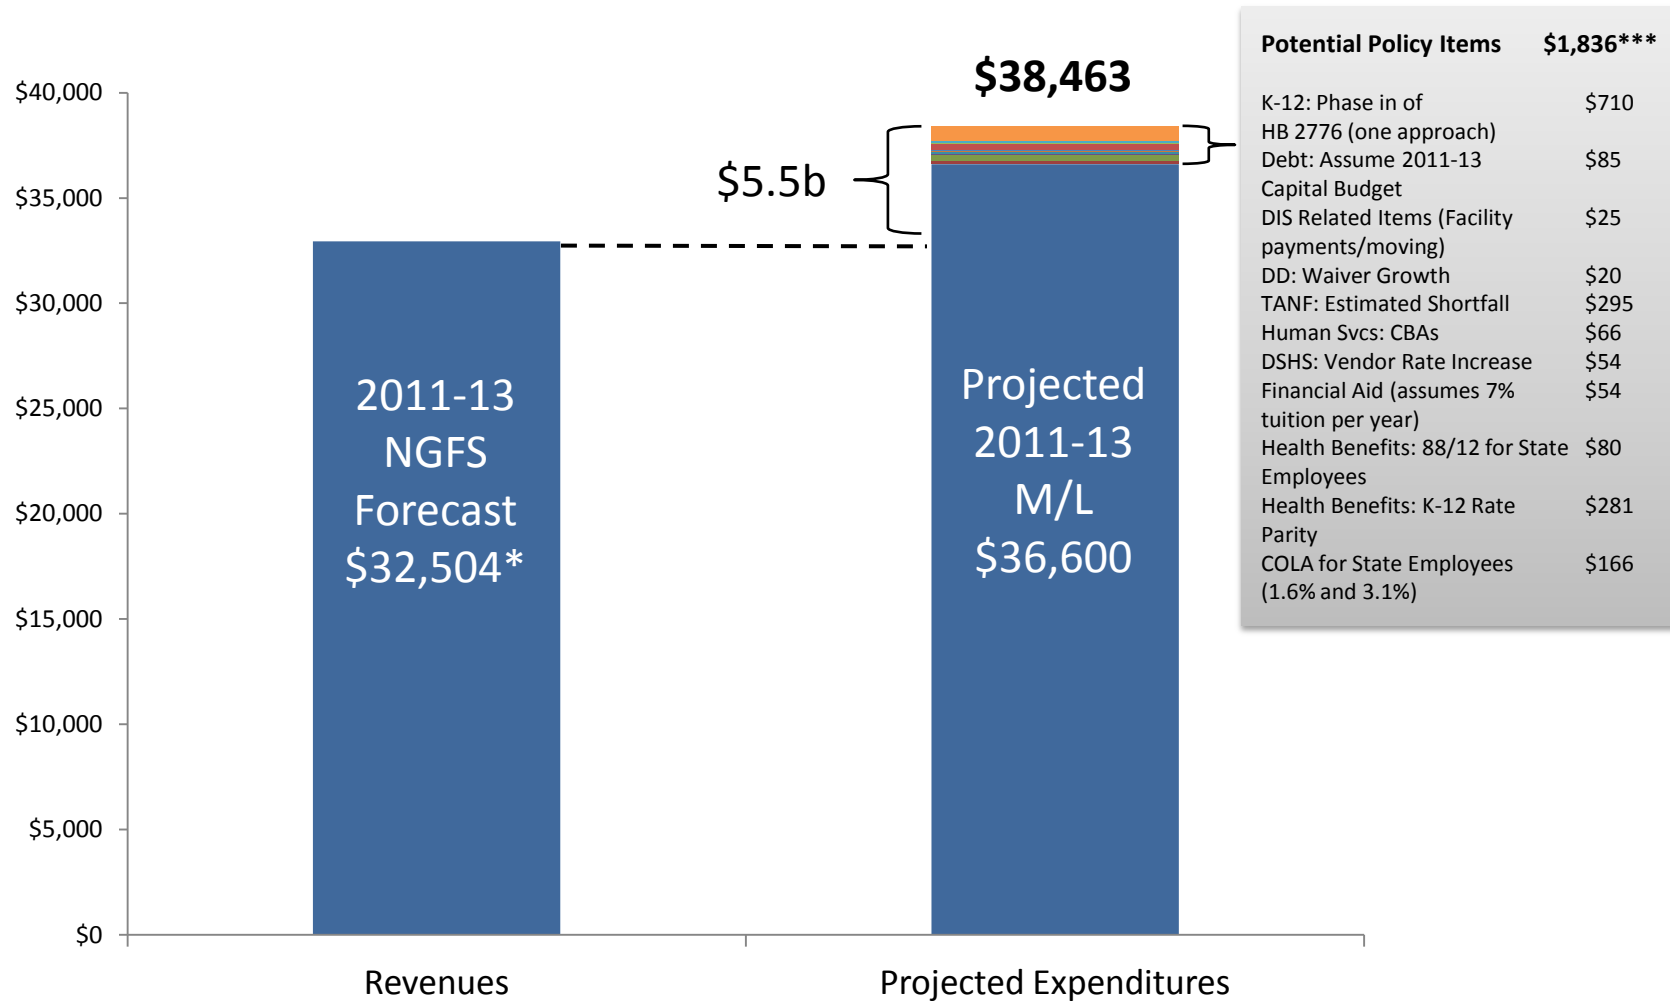 $40,000
$35,000
$30,000
$25,000
$20,000
$15,000
$10,000
$5,000
$0
2011-13
NGFS
Forecast
$32,504*
$5.5b
$38,463
Projected
2011-13
M/L
$36,600
Revenues
Projected Expenditures
Potential Policy Items $1,836***
K-12: Phase in of $710
HB 2776 (one approach)
Debt: Assume 2011-13 $85
Capital Budget
DIS Related Items (Facility $25
payments/moving)
DD: Waiver Growth $20
TANF: Estimated Shortfall $295
Human Svcs: CBAs $66
DSHS: Vendor Rate Increase $54
Financial Aid (assumes 7% $54
tuition per year)
Health Benefits: 88/12 for State $80
Employees
Health Benefits: K-12 Rate $281
Parity
COLA for State Employees $166
(1.6% and 3.1%)